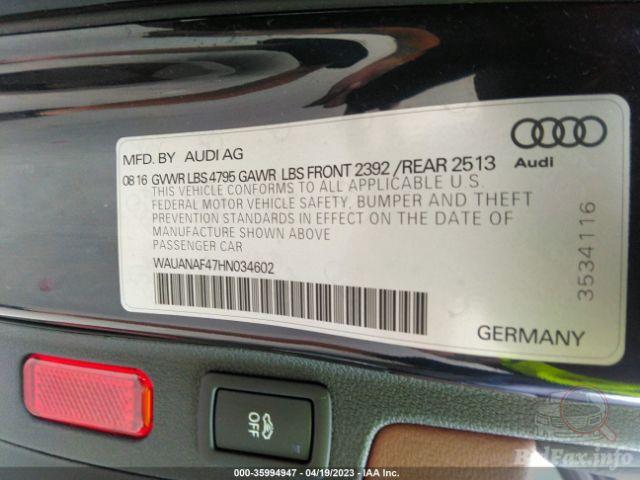 MFD. BY AUDI AG
08 16 GVWR LBS 4795 GAWR LBS FRONT 2392 /REAR 2513
THIS VEHICLE CONFORMS TO ALL APPLICABLE U.S.
FEDERAL MOTOR VEHICLE SAFETY, BUMPER AND THEFT
PREVENTION STANDARDS IN EFFECT ON THE DATE OF
MANUFACTURE SHOWN ABOVE
PASSENGER CAR
WAUANAF47HN034602
Audi
3534116
GERMANY
OFF
BidFax.info
000-35994947 - 04/19/2023 - IAA Inc.